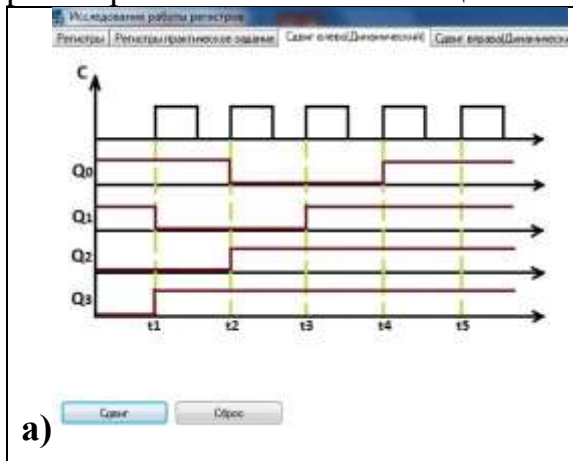 Исследование работы регистров
Регистры Регистры практическое задание Сдвиг влево(Динамический) Сдвиг вправо(Динамическ
C
Q0
Q1
Q2
Q3
t1 t2 t3 t4 t5
Сдвиг Сброс
а)